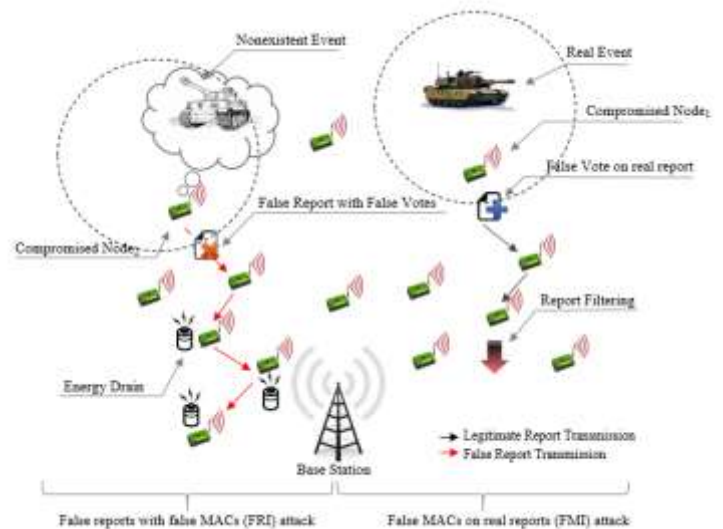 Nonexistent Event
Real Event
Compromised Node1
False Vote on real report
False Report with False Votes
Compromised Node2
Report Filtering
Energy Drain
Legitimate Report Transmission
False Report Transmission
Base Station
False reports with false MACs (FRI) attack
False MACs on real reports (FMI) attack